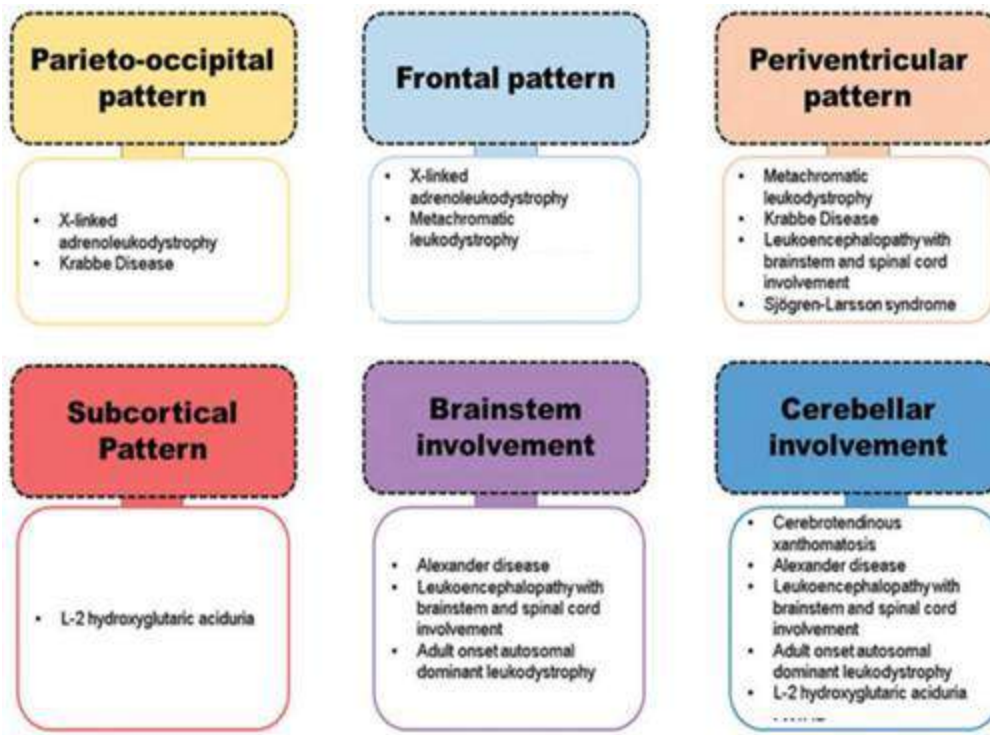 Parieto-occipital
pattern
• X-linked
adrenoleukodystrophy
• Krabbe Disease
Frontal pattern
• X-linked
adrenoleukodystrophy
• Metachromatic
leukodystrophy
Periventricular
pattern
• Metachromatic
leukodystrophy
• Krabbe Disease
• Leukoencephalopathy with
brainstem and spinal cord
involvement
• Sjögren-Larsson syndrome
Subcortical
Pattern
• L-2 hydroxyglutaric aciduria
Brainstem
involvement
• Alexander disease
• Leukoencephalopathy with
brainstem and spinal cord
involvement
• Adult onset autosomal
dominant leukodystrophy
Cerebellar
involvement
• Cerebrotendinous
xanthomatosis
• Alexander disease
• Leukoencephalopathy with
brainstem and spinal cord
involvement
• Adult onset autosomal
dominant leukodystrophy
• L-2 hydroxyglutaric aciduria